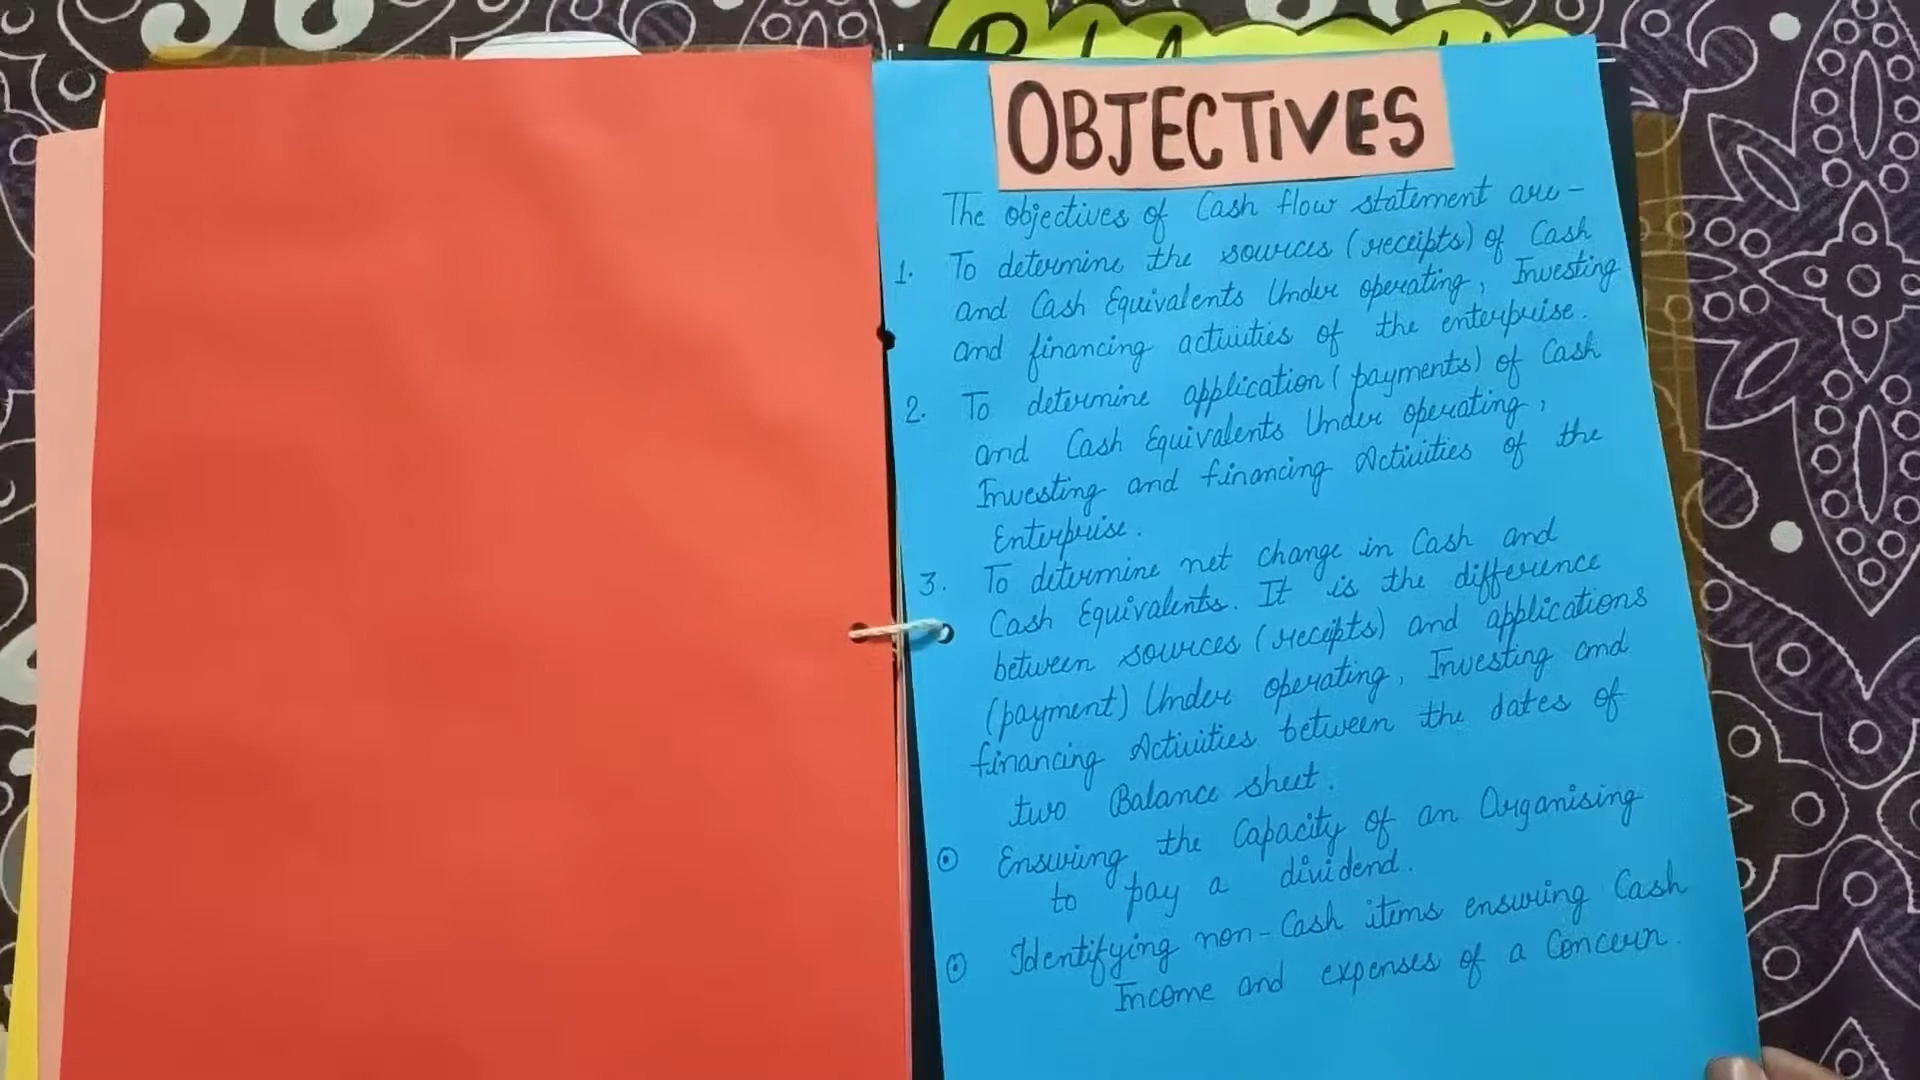 OBJECTIVES
The objectives of Cash flow statement are -
1. To determine the sources (receipts) of Cash
and Cash Equivalents Under operating, Investing
and financing activities of the enterprise.
2. To determine application (payments) of Cash
and Cash Equivalents Under operating,
Investing and financing Activities of the
Enterprise.
3. To determine net change in Cash and
Cash Equivalents. It is the difference
between sources (receipts) and applications
(payment) Under operating, Investing and
financing Activities between the dates of
two Balance sheet.
Ensuring the Capacity of an Organising
to pay a dividend.
Identifying non-Cash items ensuring Cash
Income and expenses of a Concern.